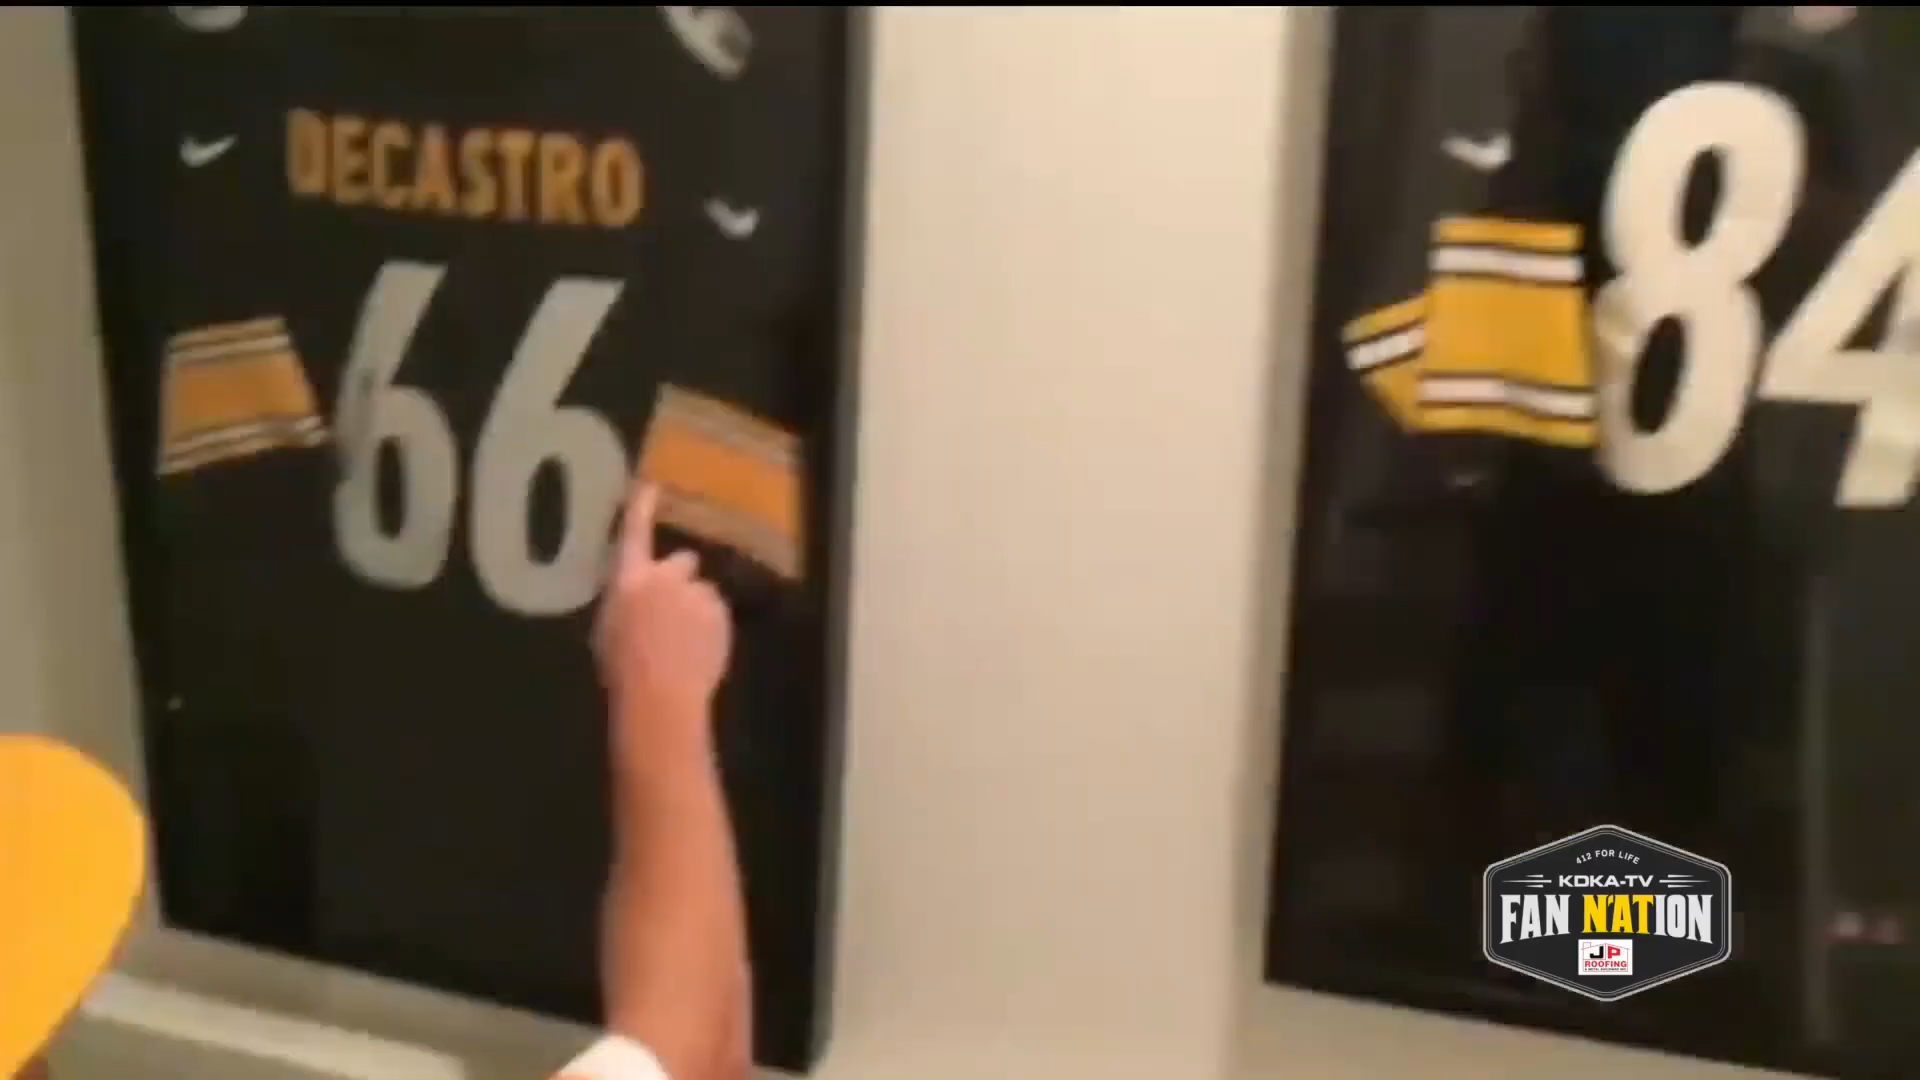 DECASTRO
66
84
412 FOR LIFE
KDKA-TV
FAN N'ATION
JP
ROOFING